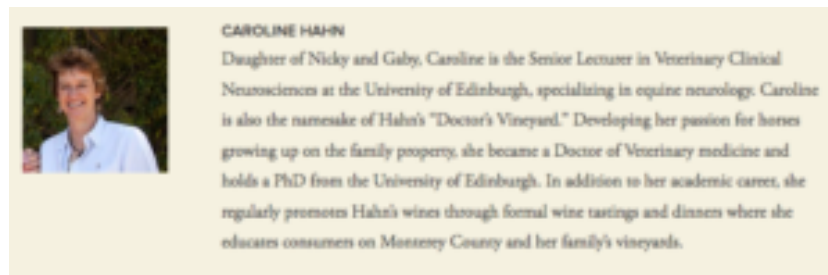 CAROLINE HAHN
Daughter of Nicky and Gaby, Caroline is the Senior Lecturer in Veterinary Clinical
Neurosciences at the University of Edinburgh, specializing in equine neurology. Caroline
is also the namesake of Hahn's "Doctor's Vineyard." Developing her passion for horses
growing up on the family property, she became a Doctor of Veterinary medicine and
holds a PhD from the University of Edinburgh. In addition to her academic career, she
regularly promotes Hahn's wines through formal wine tastings and dinners where she
educates consumers on Monterey County and her family's vineyards.